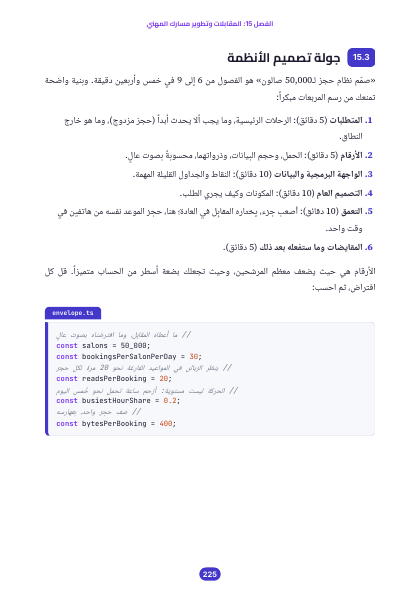 الفصل 15: المقابلات وتطوير مسارك المهني
15.3 جولة تصميم الأنظمة
«صمّم نظام حجز لـ50,000 صالون» هو الفصول من 6 إلى 9 في خمس وأربعين دقيقة. وبنية واضحة
تمنعك من رسم المربعات مبكراً:
1. المتطلبات (5 دقائق): الرحلات الرئيسية، وما يجب ألا يحدث أبداً (حجز مزدوج)، وما هو خارج
النطاق.
2. الأرقام (5 دقائق): الحمل، وحجم البيانات، وذرواتهما، محسوبةً بصوت عالٍ.
3. الواجهة البرمجية والبيانات (10 دقائق): النقاط والجداول القليلة المهمة.
4. التصميم العام (10 دقائق): المكونات وكيف يجري الطلب.
5. التعمق (10 دقائق): أصعب جزء، يختاره المقابِل في العادة؛ هنا، حجز الموعد نفسه من هاتفين في
وقت واحد.
6. المقايضات وما ستفعله بعد ذلك (5 دقائق).
الأرقام هي حيث يضعف معظم المرشحين، وحيث تجعلك بضعة أسطر من الحساب متميزاً. قل كل
افتراض، ثم احسب:
envelope.ts
// ما أعطاه المقابل، وما افترضناه بصوت عالٍ
const salons = 50_000;
const bookingsPerSalonPerDay = 30;
// ينظر الزبائن في المواعيد الفارغة نحو 20 مرة لكل حجز
const readsPerBooking = 20;
// الحركة ليست مستوية: أزحم ساعة تحمل نحو خُمس اليوم
const busiestHourShare = 0.2;
// صف حجز واحد، بفهارسه
const bytesPerBooking = 400;
225